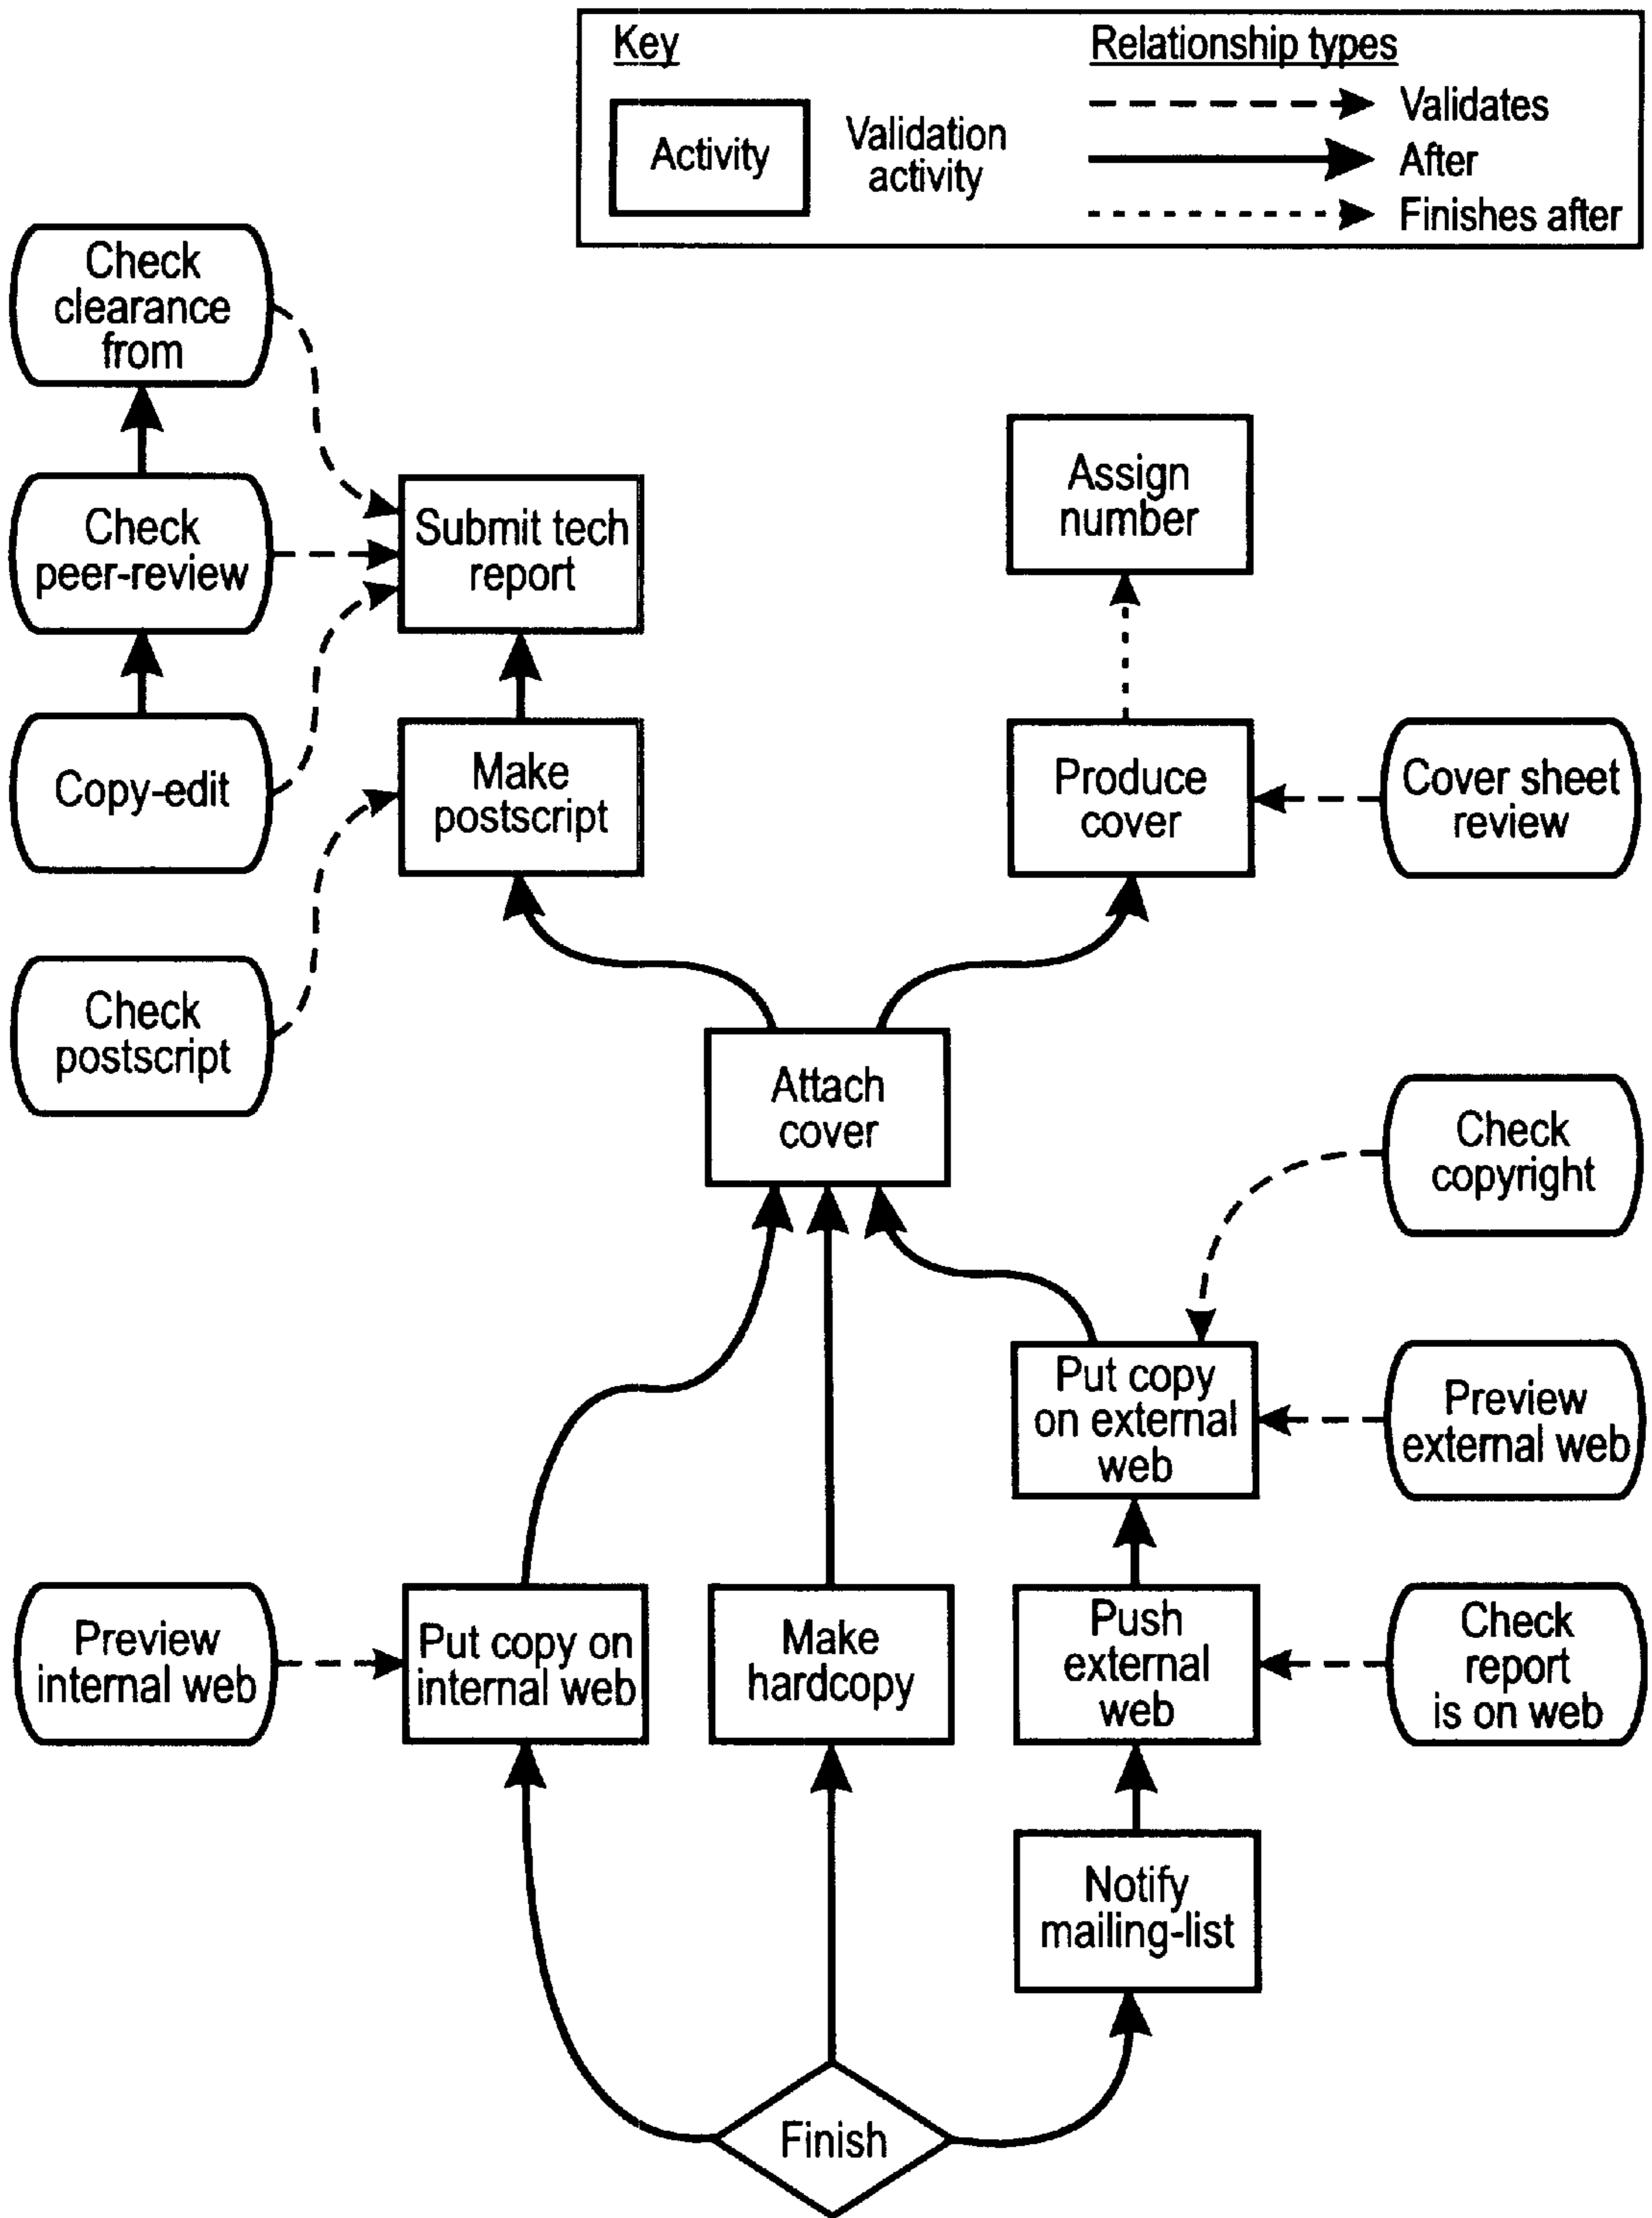 Key
Relationship types
Activity
Validation
activity
Validates
After
Finishes after
Check
clearance
from
Check
peer-review
Copy-edit
Check
postscript
Submit tech
report
Make
postscript
Assign
number
Produce
cover
Cover sheet
review
Attach
cover
Check
copyright
Put copy
on external
web
Preview
external web
Preview
internal web
Put copy on
internal web
Make
hardcopy
Push
external
web
Check
report
is on web
Notify
mailing-list
Finish